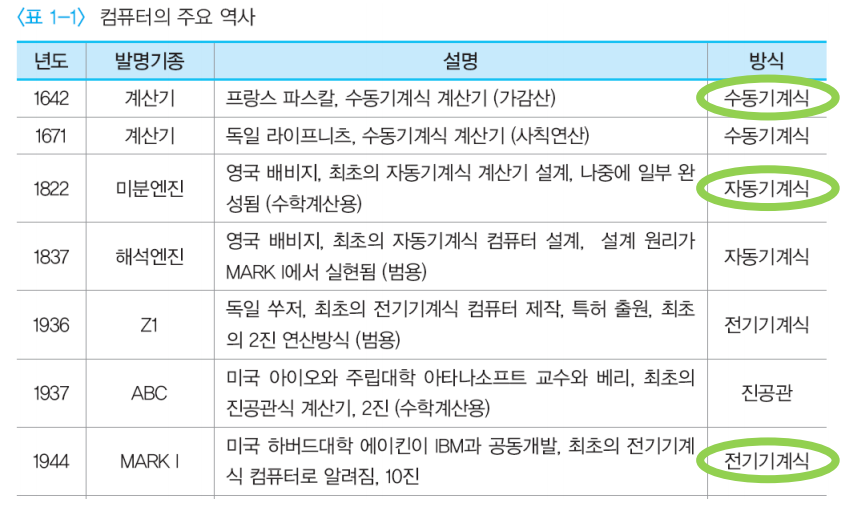 〈표 1-1〉 컴퓨터의 주요 역사
년도 발명기종 설명 방식
1642 계산기 프랑스 파스칼, 수동기계식 계산기 (가감산) 수동기계식
1671 계산기 독일 라이프니츠, 수동기계식 계산기 (사칙연산) 수동기계식
1822 미분엔진 영국 배비지, 최초의 자동기계식 계산기 설계, 나중에 일부 완
성됨 (수학계산용) 자동기계식
1837 해석엔진 영국 배비지, 최초의 자동기계식 컴퓨터 설계, 설계 원리가
MARK I에서 실현됨 (범용) 자동기계식
1936 Z1 독일 쑤저, 최초의 전기기계식 컴퓨터 제작, 특허 출원, 최초
의 2진 연산방식 (범용) 전기기계식
1937 ABC 미국 아이오와 주립대학 아타나소프트 교수와 베리, 최초의
진공관식 계산기, 2진 (수학계산용) 진공관
1944 MARK I 미국 하버드대학 에이킨이 IBM과 공동개발, 최초의 전기기계
식 컴퓨터로 알려짐, 10진 전기기계식